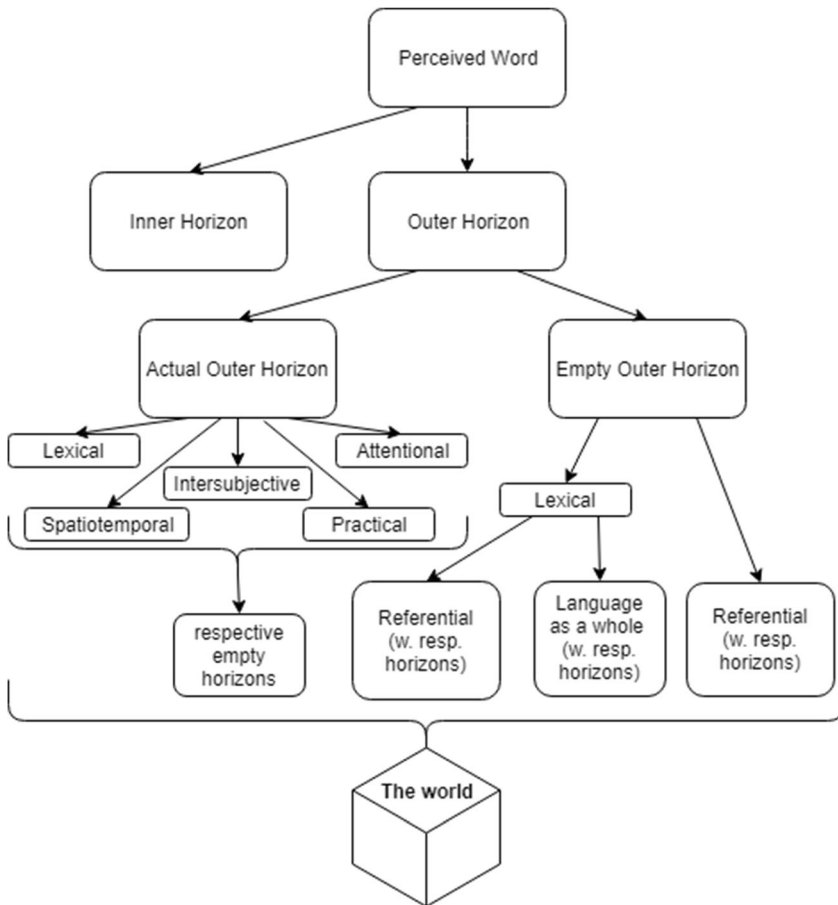 Perceived Word
Inner Horizon
Outer Horizon
Actual Outer Horizon
Empty Outer Horizon
Lexical
Attentional
Intersubjective
Spatiotemporal
Practical
Lexical
respective
empty
horizons
Referential
(w. resp.
horizons)
Language
as a whole
(w. resp.
horizons)
Referential
(w. resp.
horizons)
The world